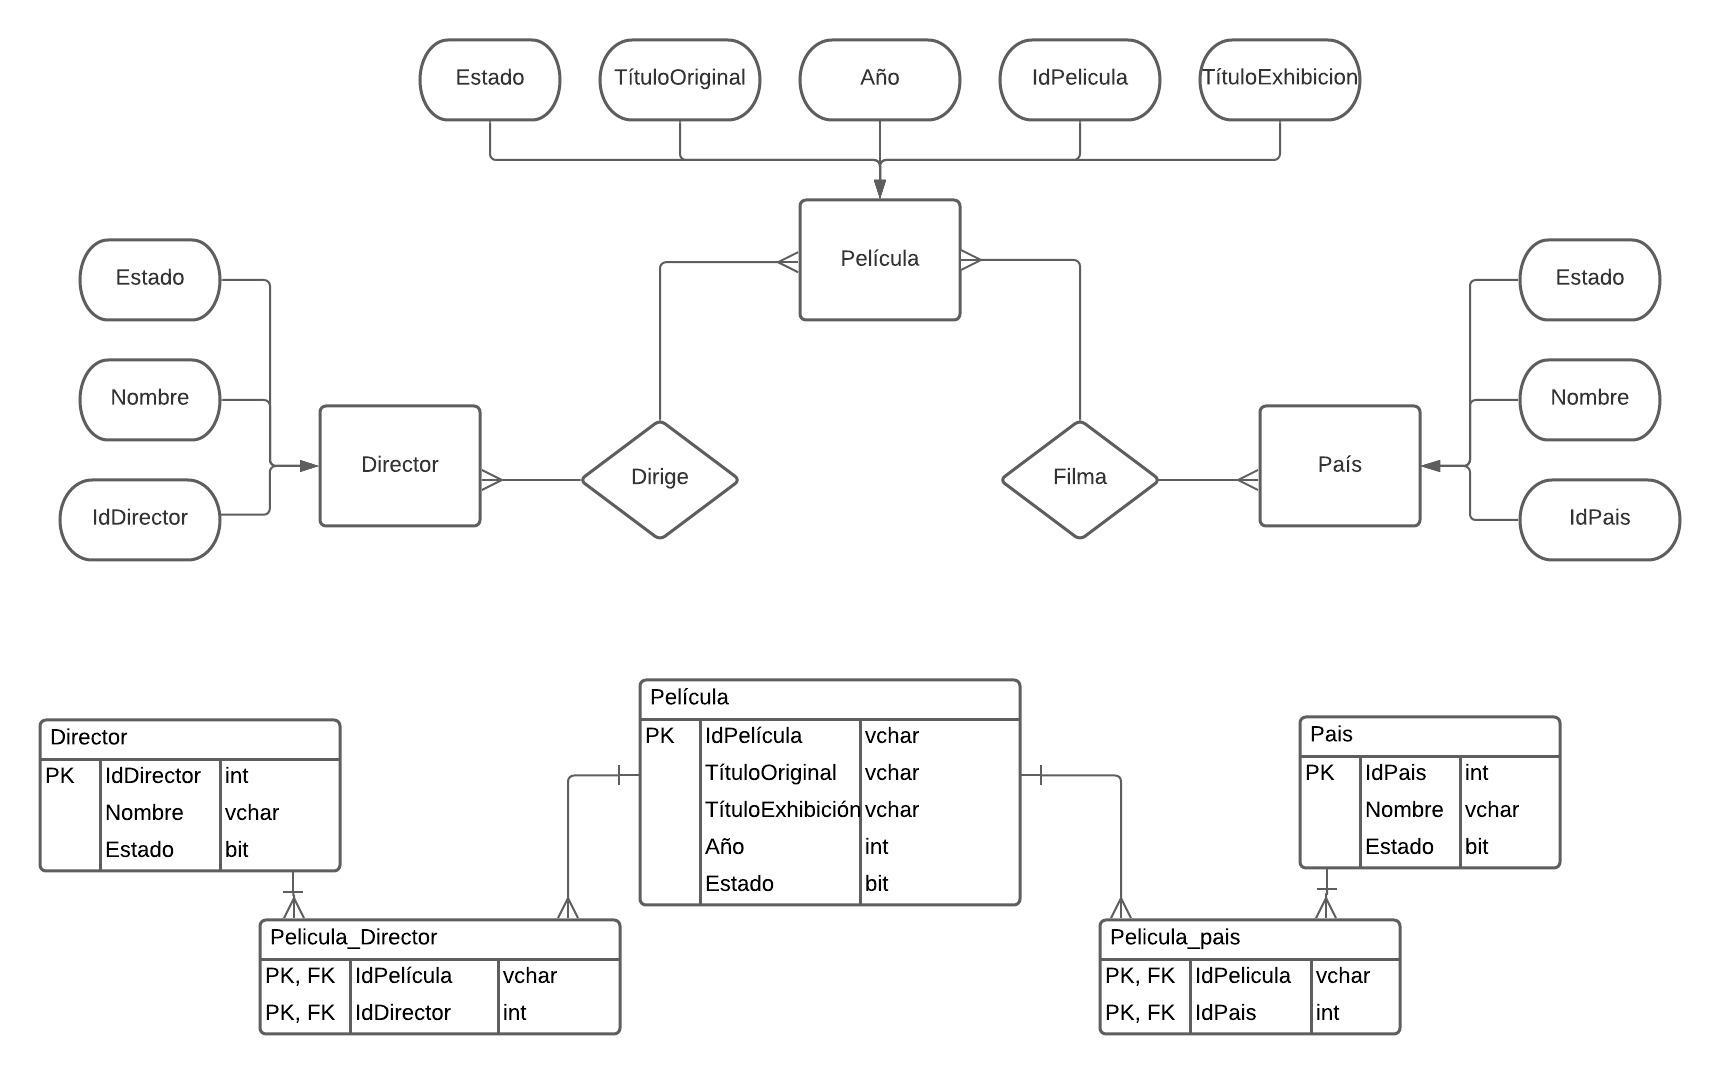 Estado
TítuloOriginal
Año
IdPelicula
TítuloExhibicion
Película
Estado
Nombre
IdDirector
Director
Dirige
Filma
País
Estado
Nombre
IdPais
Director
PK IdDirector int
Nombre vchar
Estado bit
Película
PK IdPelícula vchar
TítuloOriginal vchar
TítuloExhibición vchar
Año int
Estado bit
Pais
PK IdPais int
Nombre vchar
Estado bit
Pelicula_Director
PK, FK IdPelícula vchar
PK, FK IdDirector int
Pelicula_pais
PK, FK IdPelicula vchar
PK, FK IdPais int